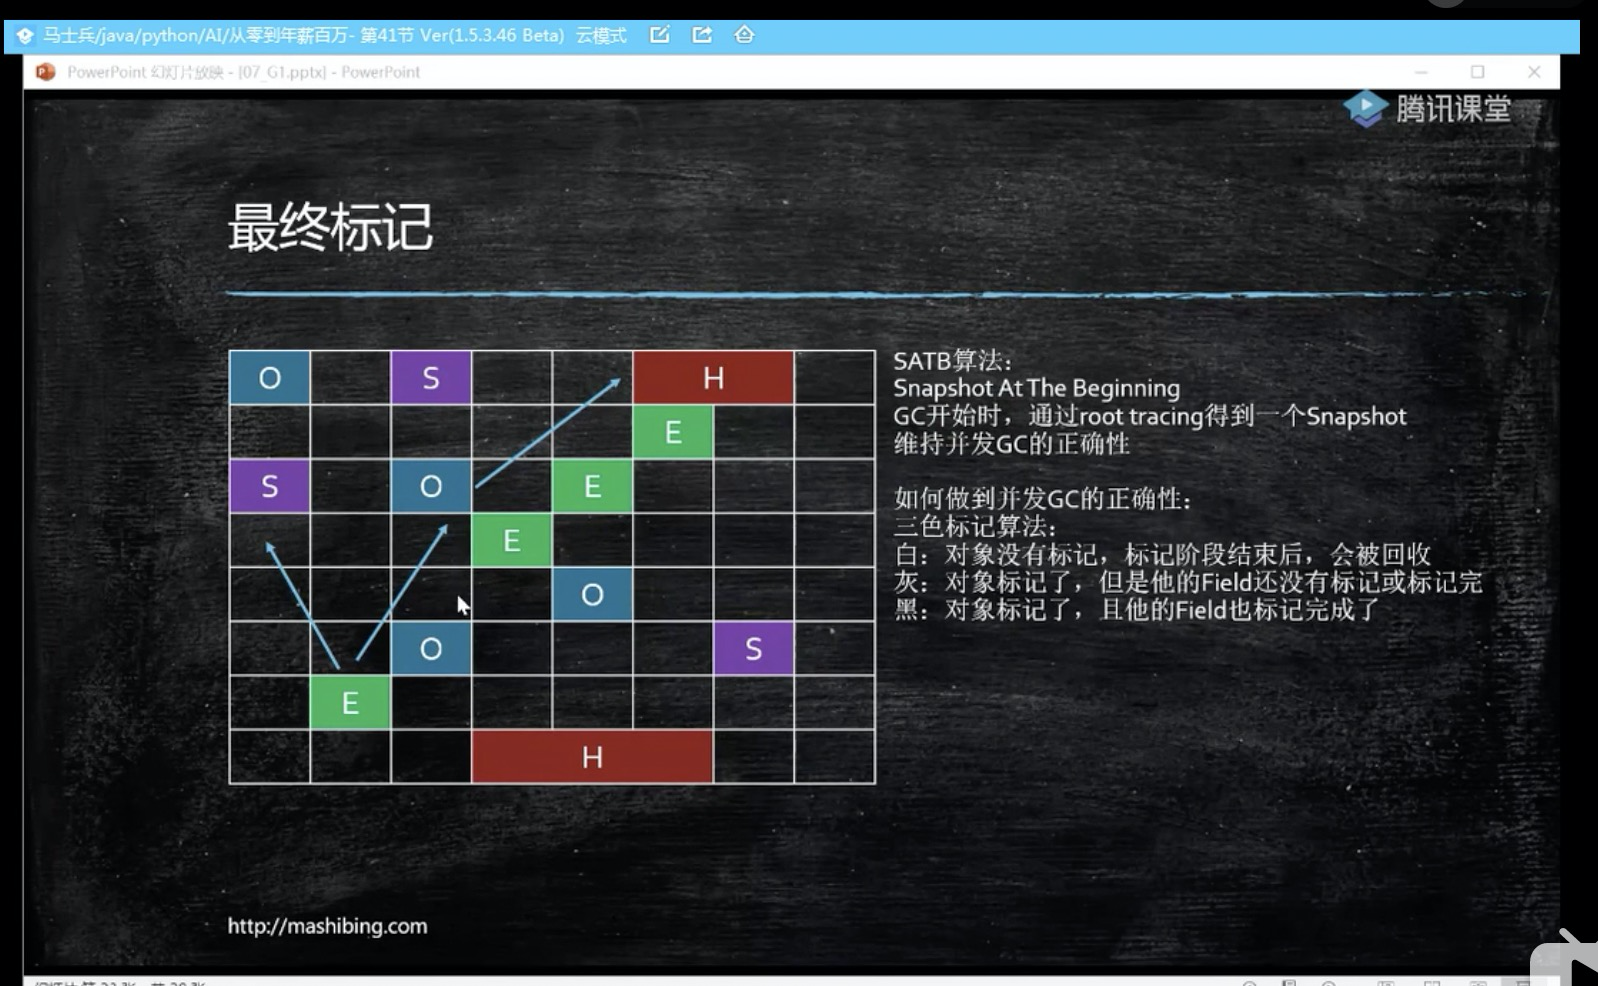 马士兵/java/python/AI/从零到年薪百万- 第41节 Ver(1.5.3.46 Beta) 云模式
PowerPoint 幻灯片放映 - [07_G1.pptx] - PowerPoint
腾讯课堂
最终标记
O S H
E
S O E
E
O
O S
E
H
SATB算法：
Snapshot At The Beginning
GC开始时，通过root tracing得到一个Snapshot
维持并发GC的正确性
如何做到并发GC的正确性：
三色标记算法：
白：对象没有标记，标记阶段结束后，会被回收
灰：对象标记了，但是他的Field还没有标记或标记完
黑：对象标记了，且他的Field也标记完成了
http://mashibing.com